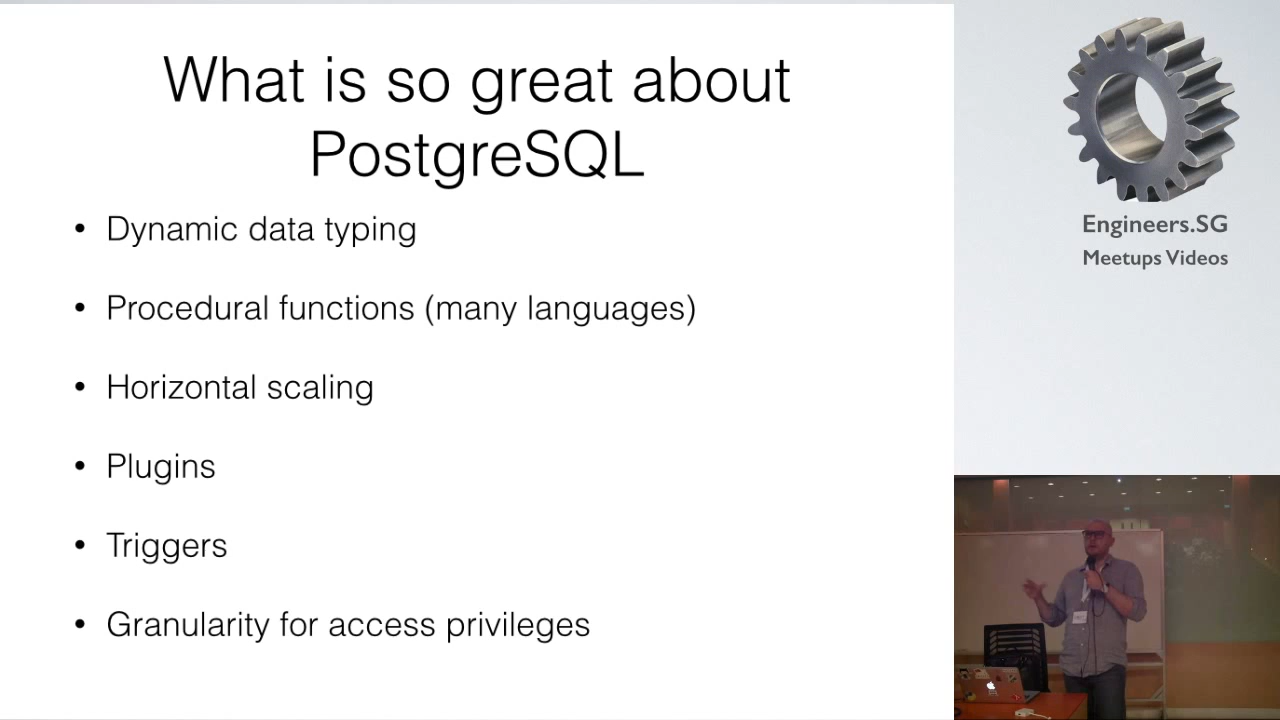 What is so great about
PostgreSQL
• Dynamic data typing
• Procedural functions (many languages)
• Horizontal scaling
• Plugins
• Triggers
• Granularity for access privileges
Engineers.SG
Meetups Videos